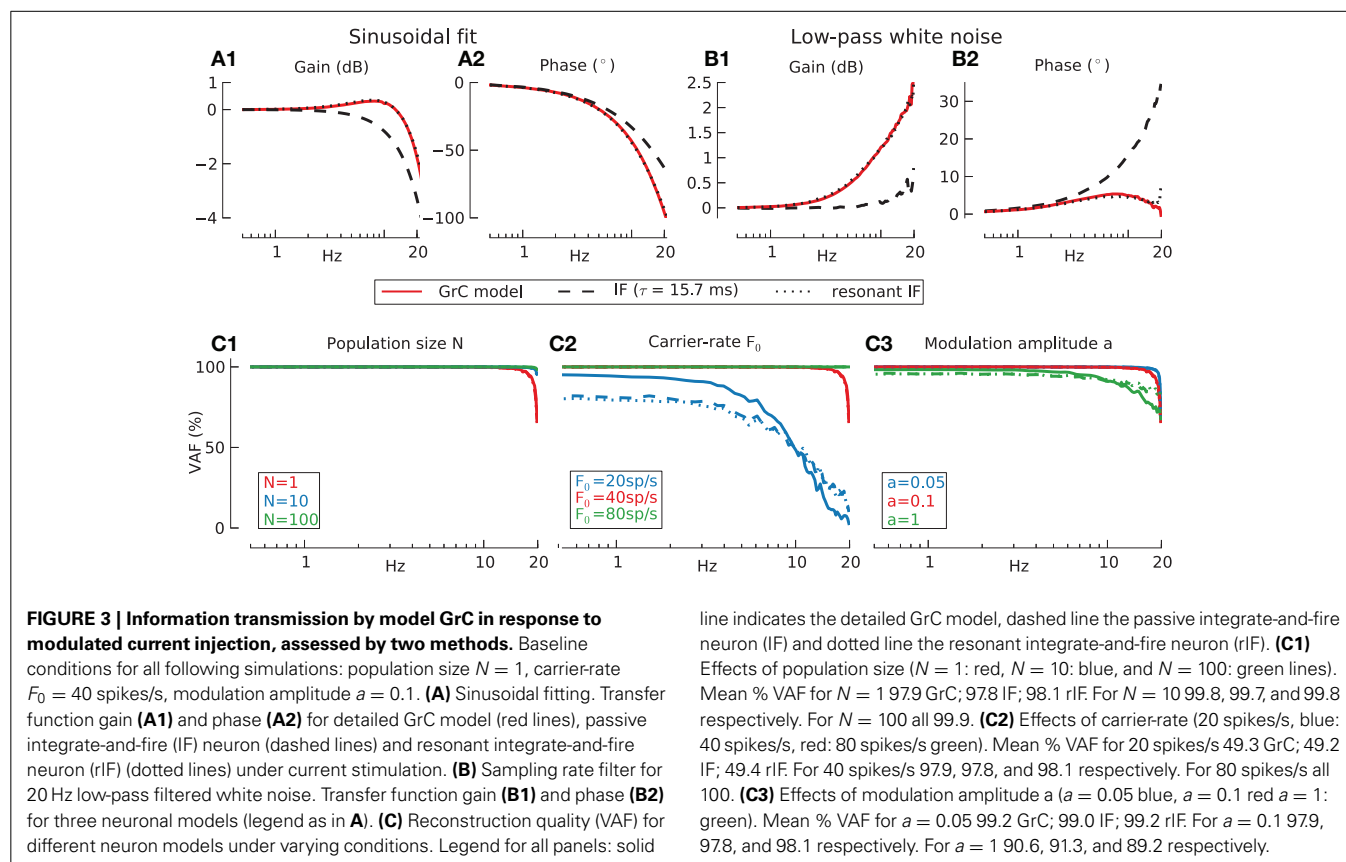 Sinusoidal fit
Low-pass white noise
A1
Gain (dB)
1
0
−2
−4
1
20
Hz
A2
Phase (°)
0
−50
−100
1
20
Hz
B1
Gain (dB)
2.5
2
1.5
1
0.5
0
1
20
Hz
B2
Phase (°)
30
20
10
0
1
20
Hz
GrC model
IF (τ = 15.7 ms)
resonant IF
C1
Population size N
VAF (%)
100
50
0
N=1
N=10
N=100
1
10
20
Hz
C2
Carrier-rate F₀
F₀=20sp/s
F₀=40sp/s
F₀=80sp/s
1
10
20
Hz
C3
Modulation amplitude a
a=0.05
a=0.1
a=1
1
10
20
Hz
FIGURE 3 | Information transmission by model GrC in response to
modulated current injection, assessed by two methods. Baseline
conditions for all following simulations: population size N = 1, carrier-rate
F₀ = 40 spikes/s, modulation amplitude a = 0.1. (A) Sinusoidal fitting. Transfer
function gain (A1) and phase (A2) for detailed GrC model (red lines), passive
integrate-and-fire (IF) neuron (dashed lines) and resonant integrate-and-fire
neuron (rIF) (dotted lines) under current stimulation. (B) Sampling rate filter for
20 Hz low-pass filtered white noise. Transfer function gain (B1) and phase (B2)
for three neuronal models (legend as in A). (C) Reconstruction quality (VAF) for
different neuron models under varying conditions. Legend for all panels: solid
line indicates the detailed GrC model, dashed line the passive integrate-and-fire
neuron (IF) and dotted line the resonant integrate-and-fire neuron (rIF). (C1)
Effects of population size (N = 1: red, N = 10: blue, and N = 100: green lines).
Mean % VAF for N = 1 97.9 GrC; 97.8 IF; 98.1 rIF. For N = 10 99.8, 99.7, and 99.8
respectively. For N = 100 all 99.9. (C2) Effects of carrier-rate (20 spikes/s, blue:
40 spikes/s, red: 80 spikes/s green). Mean % VAF for 20 spikes/s 49.3 GrC; 49.2
IF; 49.4 rIF. For 40 spikes/s 97.9, 97.8, and 98.1 respectively. For 80 spikes/s all
100. (C3) Effects of modulation amplitude a (a = 0.05 blue, a = 0.1 red a = 1:
green). Mean % VAF for a = 0.05 99.2 GrC; 99.0 IF; 99.2 rIF. For a = 0.1 97.9,
97.8, and 98.1 respectively. For a = 1 90.6, 91.3, and 89.2 respectively.